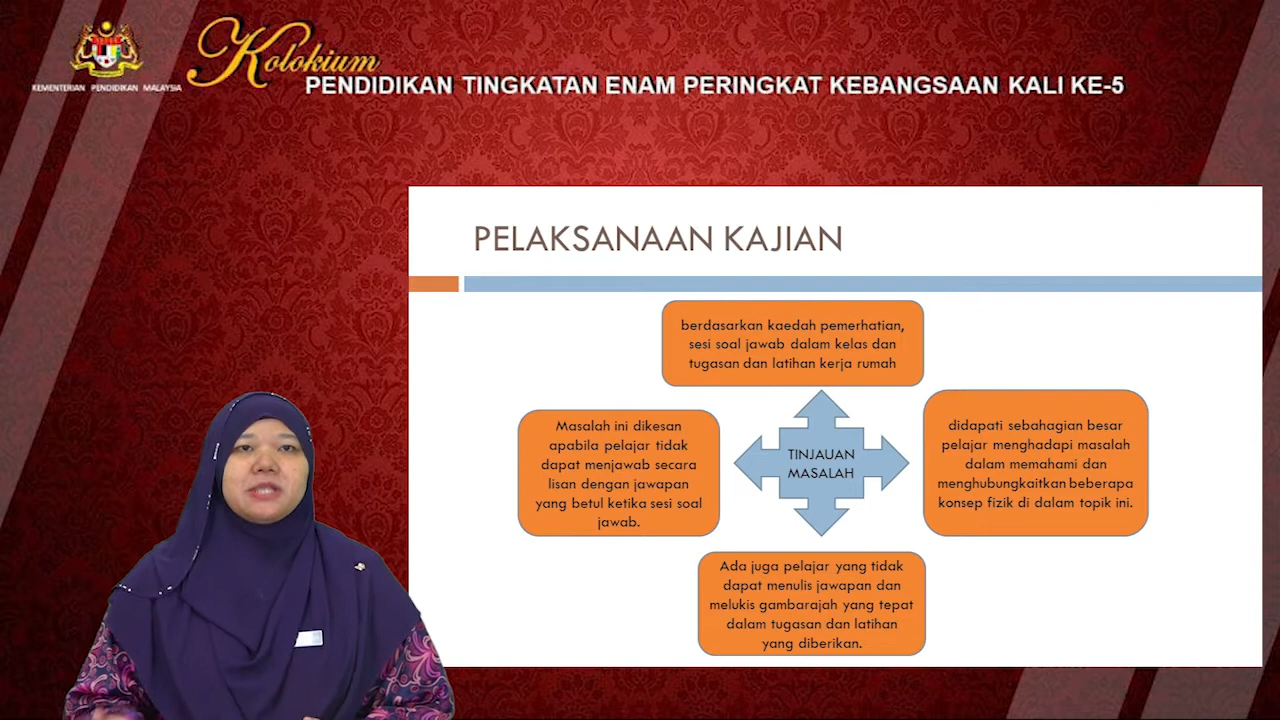 Kolokium
KEMENTERIAN PENDIDIKAN MALAYSIA
PENDIDIKAN TINGKATAN ENAM PERINGKAT KEBANGSAAN KALI KE-5
PELAKSANAAN KAJIAN
berdasarkan kaedah pemerhatian,
sesi soal jawab dalam kelas dan
tugasan dan latihan kerja rumah
Masalah ini dikesan
apabila pelajar tidak
dapat menjawab secara
lisan dengan jawapan
yang betul ketika sesi soal
jawab.
TINJAUAN
MASALAH
didapati sebahagian besar
pelajar menghadapi masalah
dalam memahami dan
menghubungkaitkan beberapa
konsep fizik di dalam topik ini.
Ada juga pelajar yang tidak
dapat menulis jawapan dan
melukis gambarajah yang tepat
dalam tugasan dan latihan
yang diberikan.